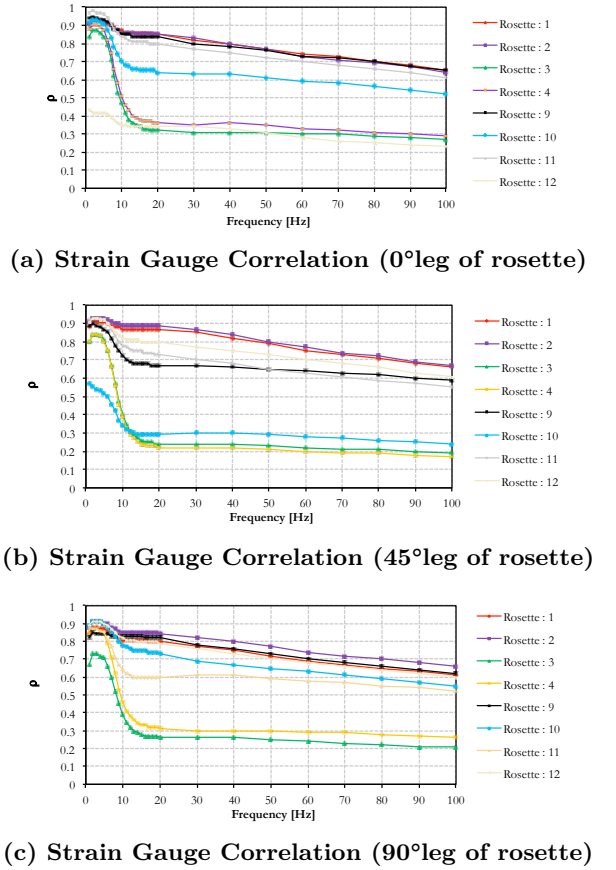 1
0.9
0.8
0.7
0.6
0.5
0.4
0.3
0.2
0.1
0
ρ
0 10 20 30 40 50 60 70 80 90 100
Frequency [Hz]
Rosette : 1
Rosette : 2
Rosette : 3
Rosette : 4
Rosette : 9
Rosette : 10
Rosette : 11
Rosette : 12
(a) Strain Gauge Correlation (0°leg of rosette)
1
0.9
0.8
0.7
0.6
0.5
0.4
0.3
0.2
0.1
0
ρ
0 10 20 30 40 50 60 70 80 90 100
Frequency [Hz]
Rosette : 1
Rosette : 2
Rosette : 3
Rosette : 4
Rosette : 9
Rosette : 10
Rosette : 11
Rosette : 12
(b) Strain Gauge Correlation (45°leg of rosette)
1
0.9
0.8
0.7
0.6
0.5
0.4
0.3
0.2
0.1
0
ρ
0 10 20 30 40 50 60 70 80 90 100
Frequency [Hz]
Rosette : 1
Rosette : 2
Rosette : 3
Rosette : 4
Rosette : 9
Rosette : 10
Rosette : 11
Rosette : 12
(c) Strain Gauge Correlation (90°leg of rosette)